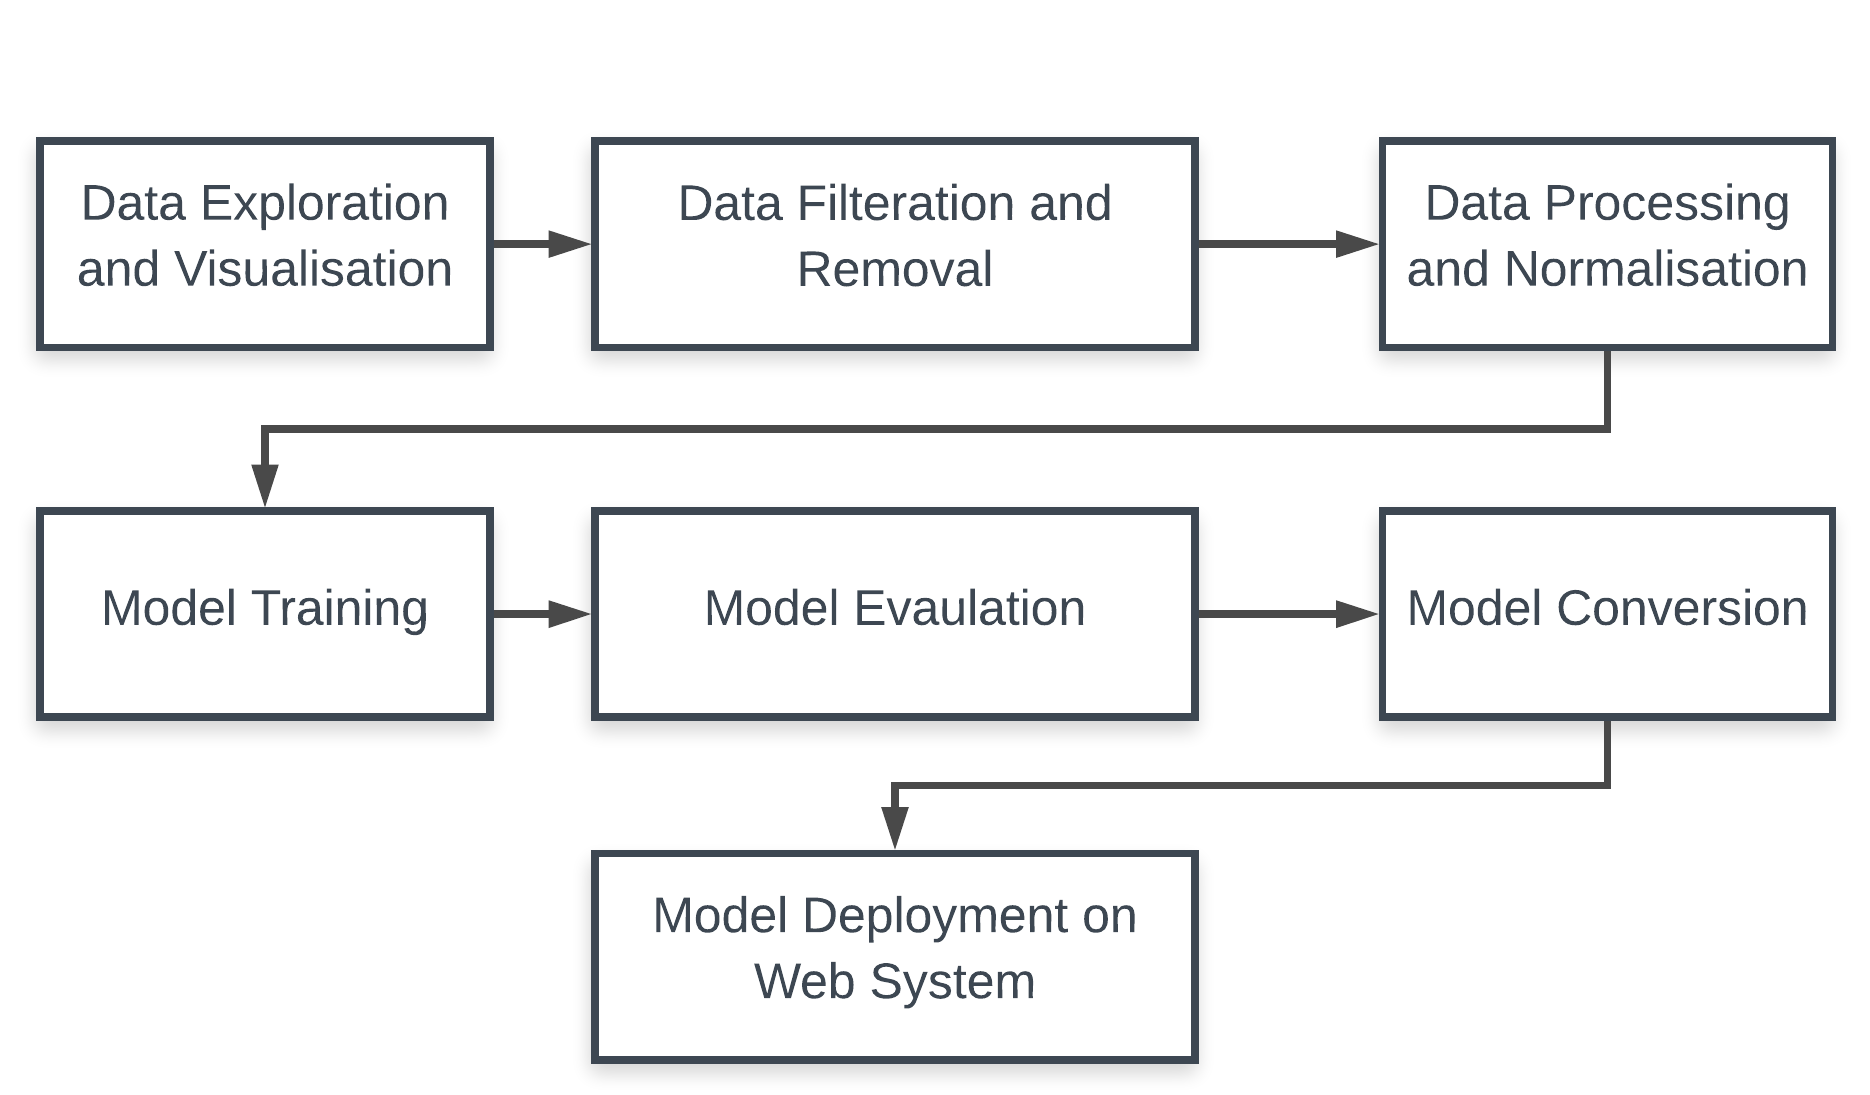 Data Exploration
and Visualisation
Data Filteration and
Removal
Data Processing
and Normalisation
Model Training
Model Evaulation
Model Conversion
Model Deployment on
Web System